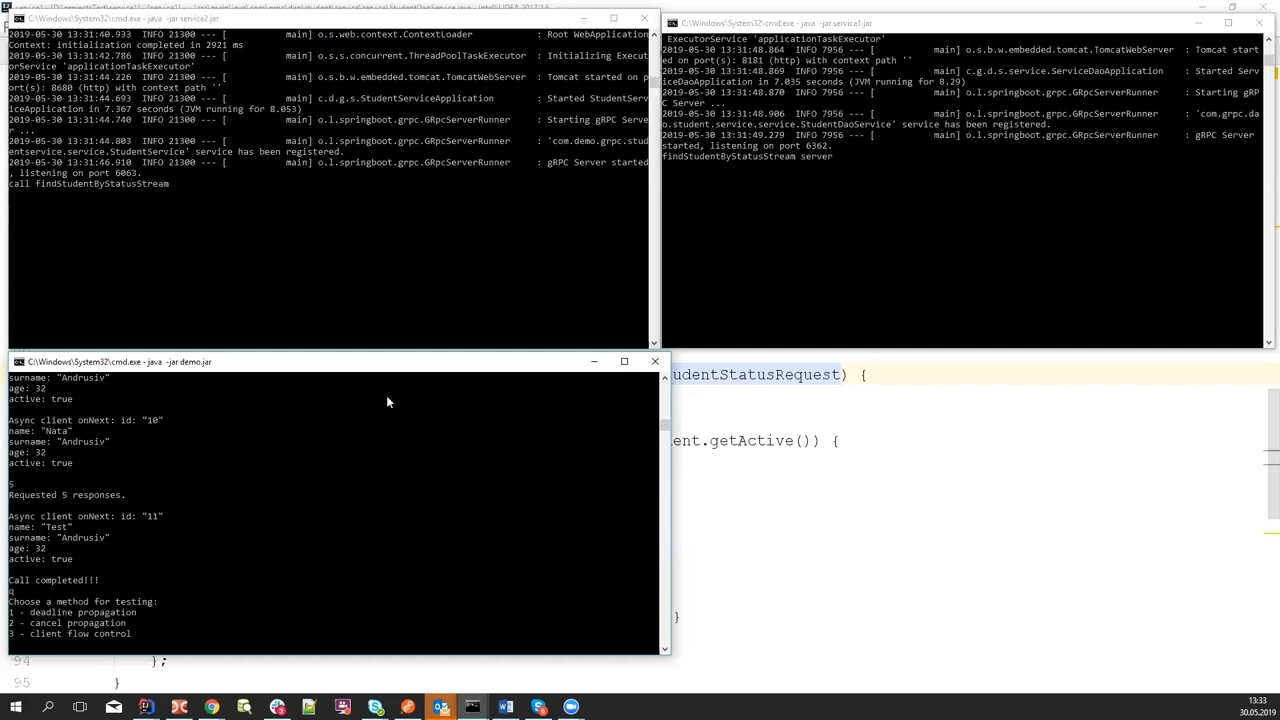 C:\Windows\System32\cmd.exe - java  -jar service2.jar
2019-05-30 13:31:40.933  INFO 21300 --- [           main] o.s.web.context.ContextLoader            : Root WebApplication
Context: initialization completed in 2921 ms
2019-05-30 13:31:42.786  INFO 21300 --- [           main] o.s.s.concurrent.ThreadPoolTaskExecutor  : Initializing Execut
orService 'applicationTaskExecutor'
2019-05-30 13:31:44.226  INFO 21300 --- [           main] o.s.b.w.embedded.tomcat.TomcatWebServer  : Tomcat started on p
ort(s): 8680 (http) with context path ''
2019-05-30 13:31:44.693  INFO 21300 --- [           main] c.d.g.s.StudentServiceApplication        : Started StudentServ
iceApplication in 7.367 seconds (JVM running for 8.053)
2019-05-30 13:31:44.740  INFO 21300 --- [           main] o.l.springboot.grpc.GRpcServerRunner     : Starting gRPC Serve
r ...
2019-05-30 13:31:44.803  INFO 21300 --- [           main] o.l.springboot.grpc.GRpcServerRunner     : 'com.demo.grpc.stud
entservice.service.StudentService' service has been registered.
2019-05-30 13:31:46.910  INFO 21300 --- [           main] o.l.springboot.grpc.GRpcServerRunner     : gRPC Server started
, listening on port 6063.
call findStudentByStatusStream
C:\Windows\System32\cmd.exe - java  -jar service1.jar
ExecutorService 'applicationTaskExecutor'
2019-05-30 13:31:48.864  INFO 7956 --- [           main] o.s.b.w.embedded.tomcat.TomcatWebServer  : Tomcat start
ed on port(s): 8181 (http) with context path ''
2019-05-30 13:31:48.869  INFO 7956 --- [           main] c.g.d.s.service.ServiceDaoApplication    : Started Serv
iceDaoApplication in 7.035 seconds (JVM running for 8.29)
2019-05-30 13:31:48.870  INFO 7956 --- [           main] o.l.springboot.grpc.GRpcServerRunner     : Starting gRP
C Server ...
2019-05-30 13:31:48.906  INFO 7956 --- [           main] o.l.springboot.grpc.GRpcServerRunner     : 'com.grpc.da
o.student.service.service.StudentDaoService' service has been registered.
2019-05-30 13:31:49.279  INFO 7956 --- [           main] o.l.springboot.grpc.GRpcServerRunner     : gRPC Server
started, listening on port 6362.
findStudentByStatusStream server
C:\Windows\System32\cmd.exe - java  -jar demo.jar
surname: "Andrusiv"
age: 32
active: true
Async client onNext: id: "10"
name: "Nata"
surname: "Andrusiv"
age: 32
active: true
5
Requested 5 responses.
Async client onNext: id: "11"
name: "Test"
surname: "Andrusiv"
age: 32
active: true
Call completed!!!
q
Choose a method for testing:
1 - deadline propagation
2 - cancel propagation
3 - client flow control
udentStatusRequest) {
ent.getActive()) {
}
94 };
95 }
13:33
30.05.2019